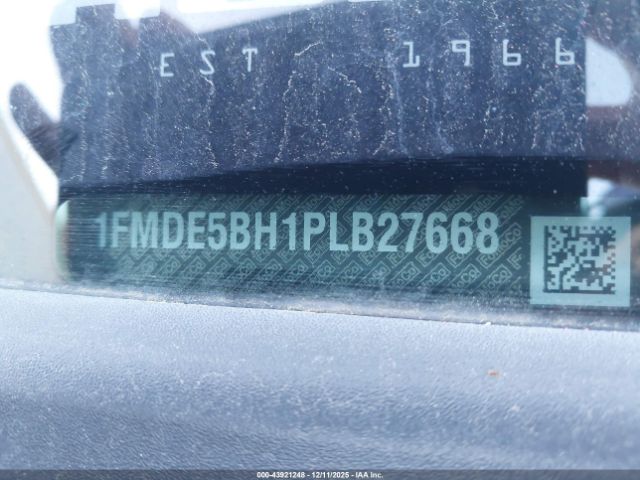 EST 1966
1FMDE5BH1PLB27668
000-43921248 - 12/11/2025 - IAA Inc.